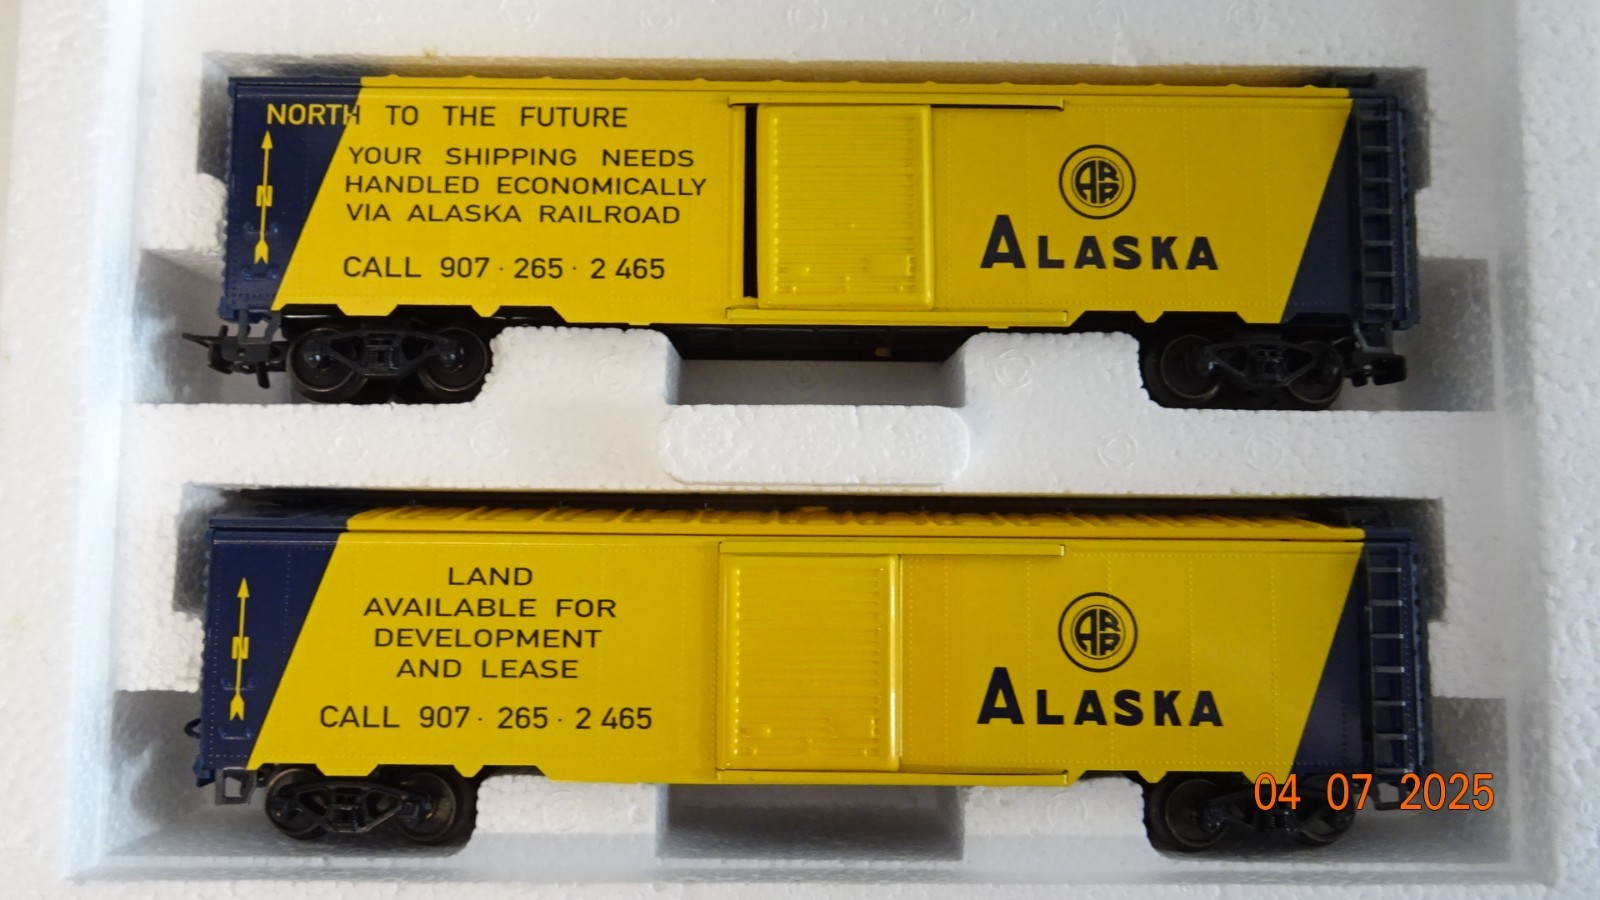 NORTH TO THE FUTURE
YOUR SHIPPING NEEDS
HANDLED ECONOMICALLY
VIA ALASKA RAILROAD
CALL 907·265·2 465
N
ARR
ALASKA
LAND
AVAILABLE FOR
DEVELOPMENT
AND LEASE
CALL 907·265·2 465
N
ARR
ALASKA
04 07 2025